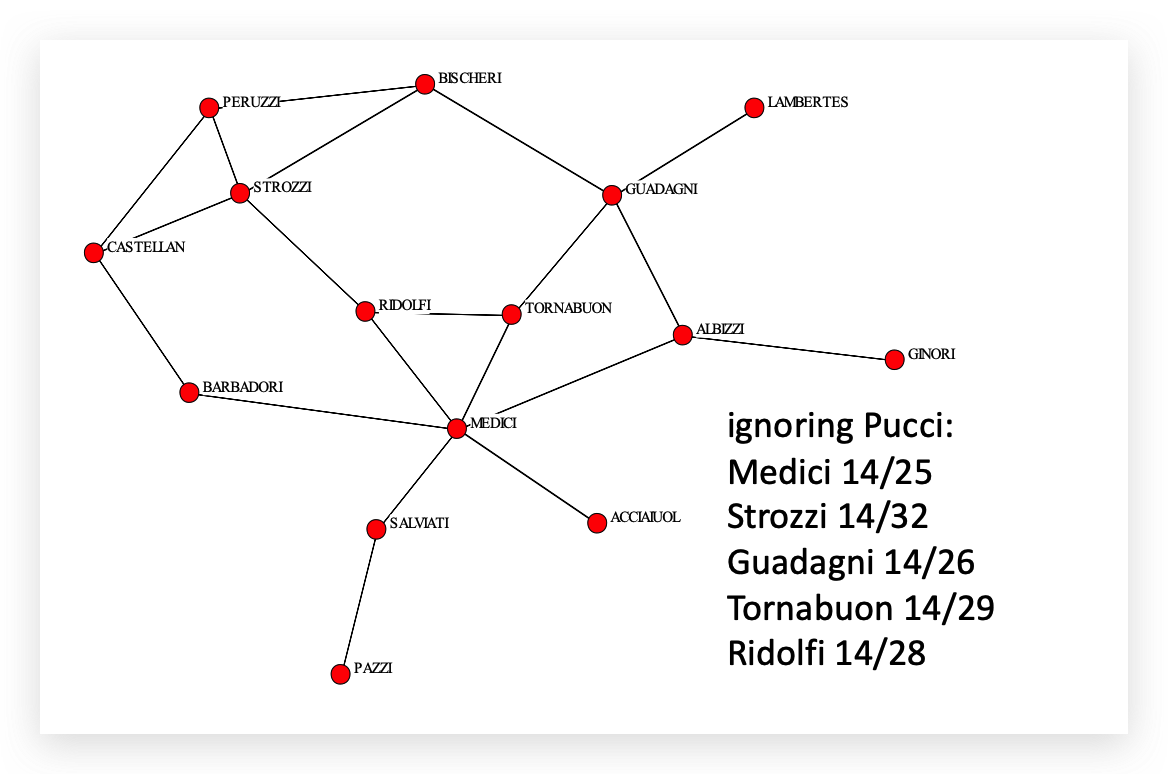 BISCHERI
PERUZZI
LAMBERTES
STROZZI
GUADAGNI
CASTELLAN
RIDOLFI
TORNABUON
ALBIZZI
GINORI
BARBADORI
MEDICI
ignoring Pucci:
Medici 14/25
Strozzi 14/32
Guadagni 14/26
Tornabuon 14/29
Ridolfi 14/28
SALVIATI
ACCIAIUOL
PAZZI